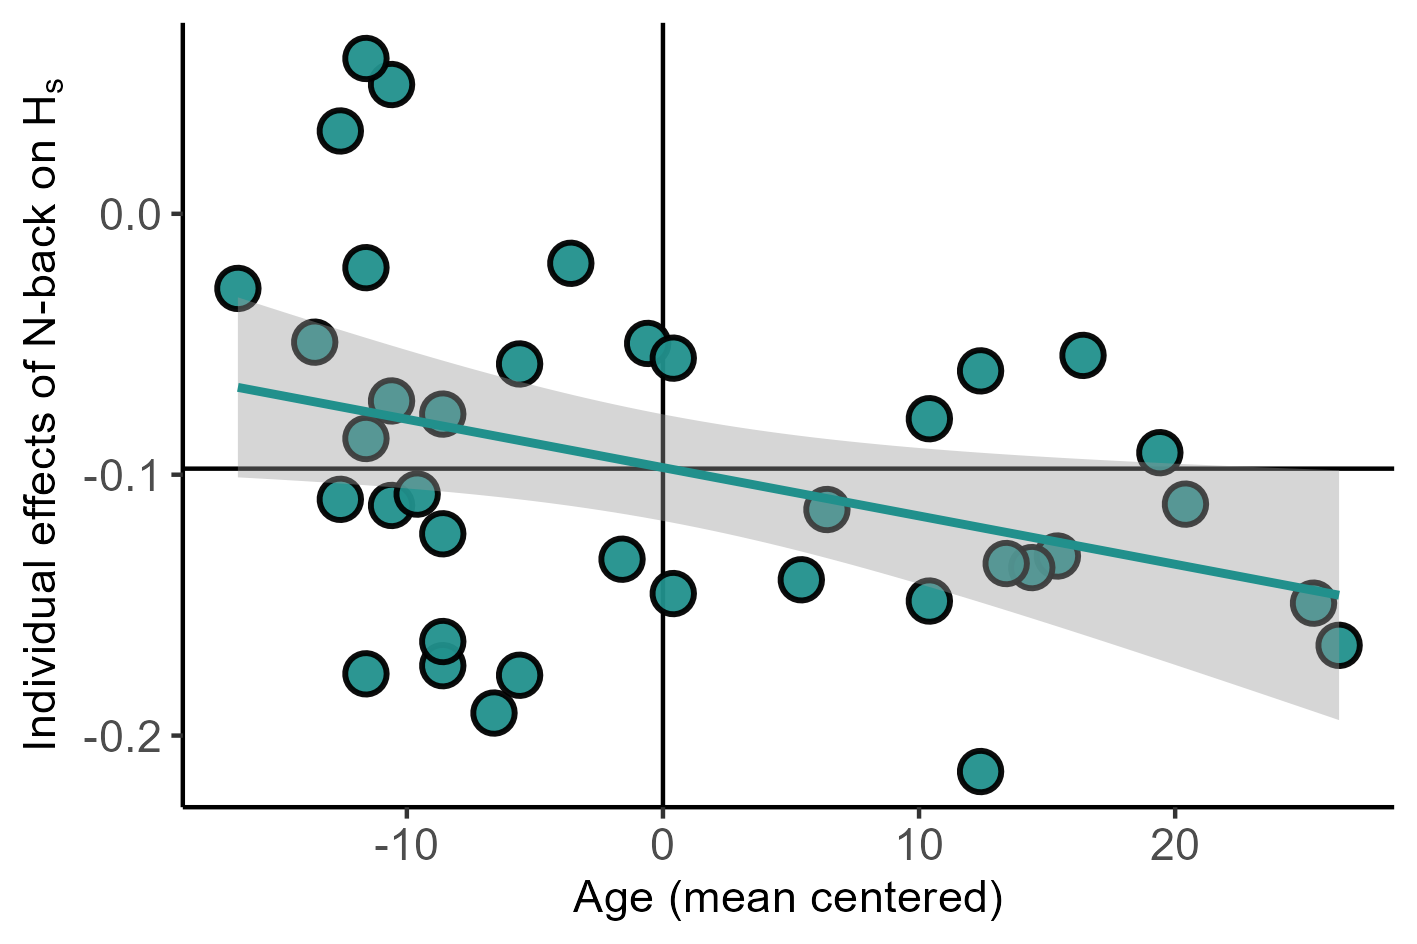 Individual effects of N-back on Hs
0.0
-0.1
-0.2
-10 0 10 20
Age (mean centered)